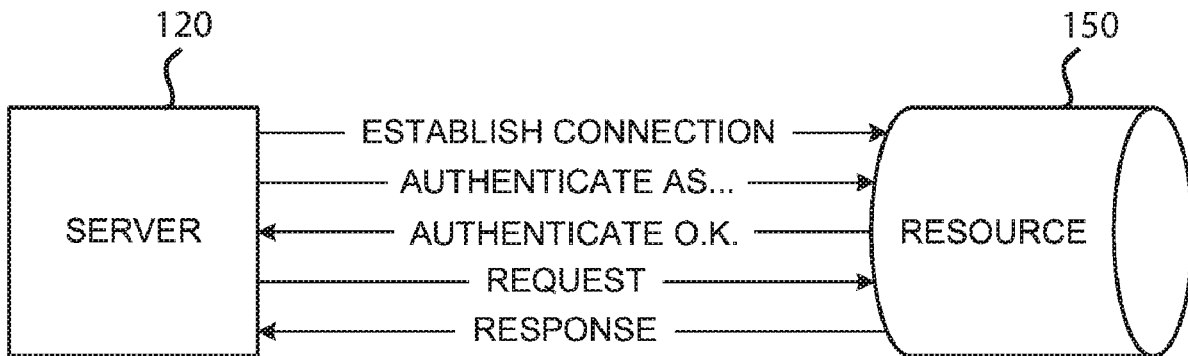 120
150
ESTABLISH CONNECTION
AUTHENTICATE AS...
SERVER
AUTHENTICATE O.K.
RESOURCE
REQUEST
RESPONSE